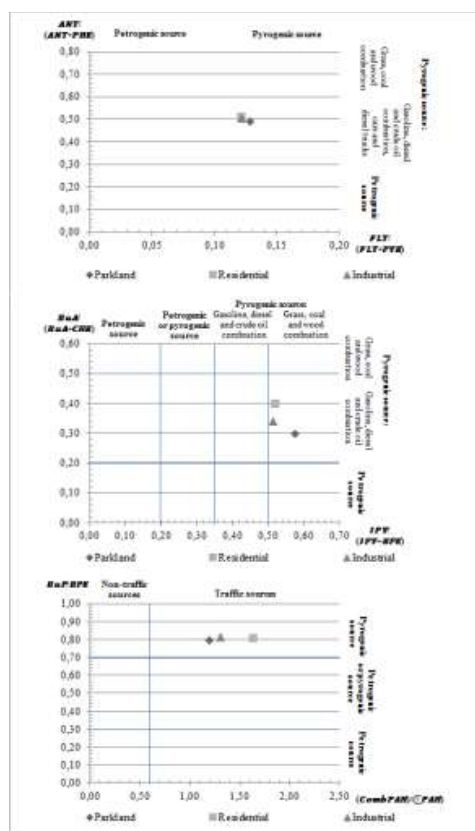 ANT/
(ANT+PHE)
Petrogenic source
Pyrogenic source
0,80
0,70
0,60
0,50
0,40
0,30
0,20
0,10
0,00
0,00
0,05
0,10
0,15
0,20
FLT/
(FLT+PYR)
Pyrogenic source:
Grass, coal
and wood
combustion
Gasoline, diesel
and crude oil
combustion,
cars and
diesel trucks
Petrogenic
source
Parkland
Residential
Industrial
BaA/
(BaA+CHR)
Petrogenic
source
Petrogenic
or pyrogenic
source
Pyrogenic source:
Gasoline, diesel
and crude oil
combustion
Grass, coal
and wood
combustion
0,60
0,50
0,40
0,30
0,20
0,10
0,00
0,00
0,10
0,20
0,30
0,40
0,50
0,60
0,70
IPY/
(IPY+BPE)
Pyrogenic source:
Grass, coal
and wood
combustion
Gasoline, diesel
and crude oil
combustion
Petrogenic
source
Parkland
Residential
Industrial
BaP/BPE
Non-traffic
sources
Traffic sources
1,00
0,90
0,80
0,70
0,60
0,50
0,40
0,30
0,20
0,10
0,00
0,00
0,50
1,00
1,50
2,00
2,50
Pyrogenic
source
Petrogenic
or pyrogenic
source
Petrogenic
source
Parkland
Residential
Industrial